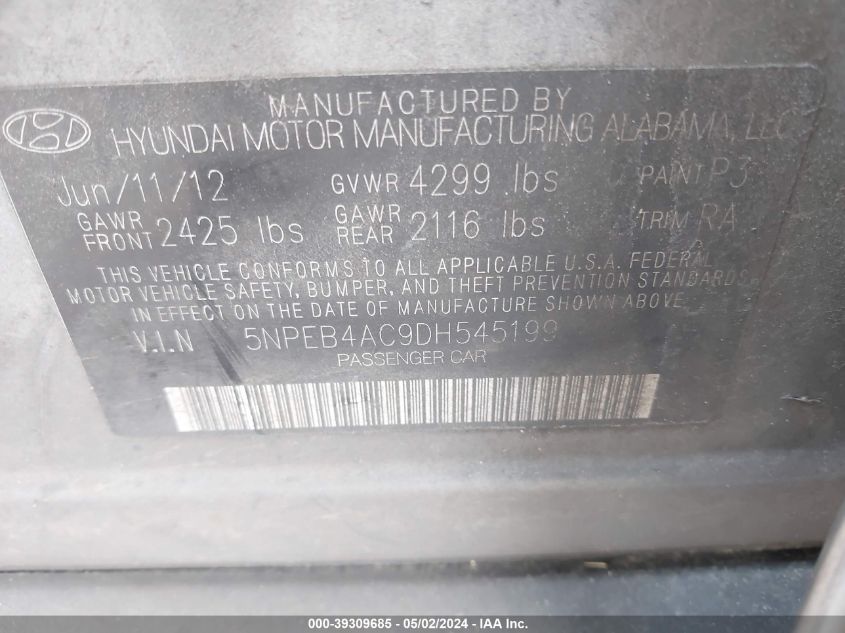 MANUFACTURED BY
HYUNDAI MOTOR MANUFACTURING ALABAMA, LLC
Jun/11/12 GVWR 4299 lbs PAINT P3
GAWR FRONT 2425 lbs GAWR REAR 2116 lbs TRIM RA
THIS VEHICLE CONFORMS TO ALL APPLICABLE U.S.A. FEDERAL
MOTOR VEHICLE SAFETY, BUMPER, AND THEFT PREVENTION STANDARDS
IN EFFECT ON THE DATE OF MANUFACTURE SHOWN ABOVE.
V.I.N 5NPEB4AC9DH545199
PASSENGER CAR
000-39309685 - 05/02/2024 - IAA Inc.